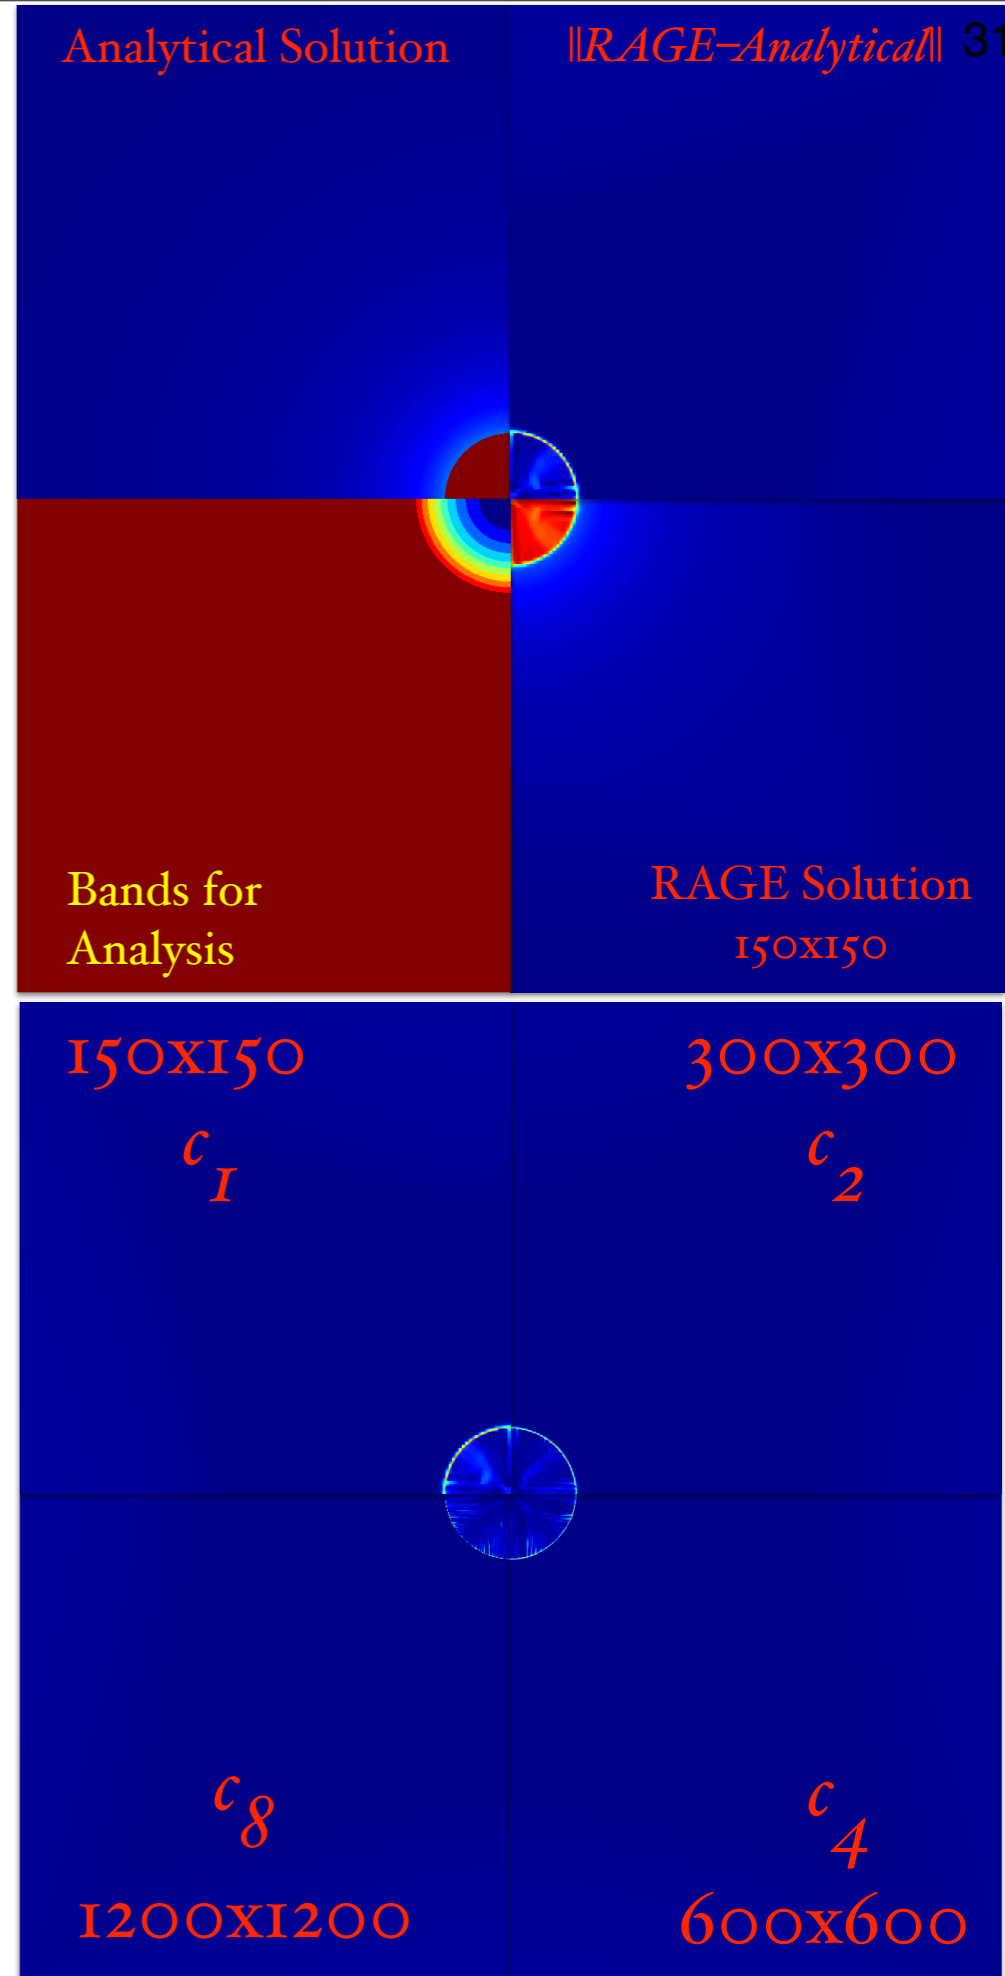 Analytical Solution
||RAGE–Analytical||
31
Bands for
Analysis
RAGE Solution
150x150
150x150
c1
300x300
c2
c8
1200x1200
c4
600x600